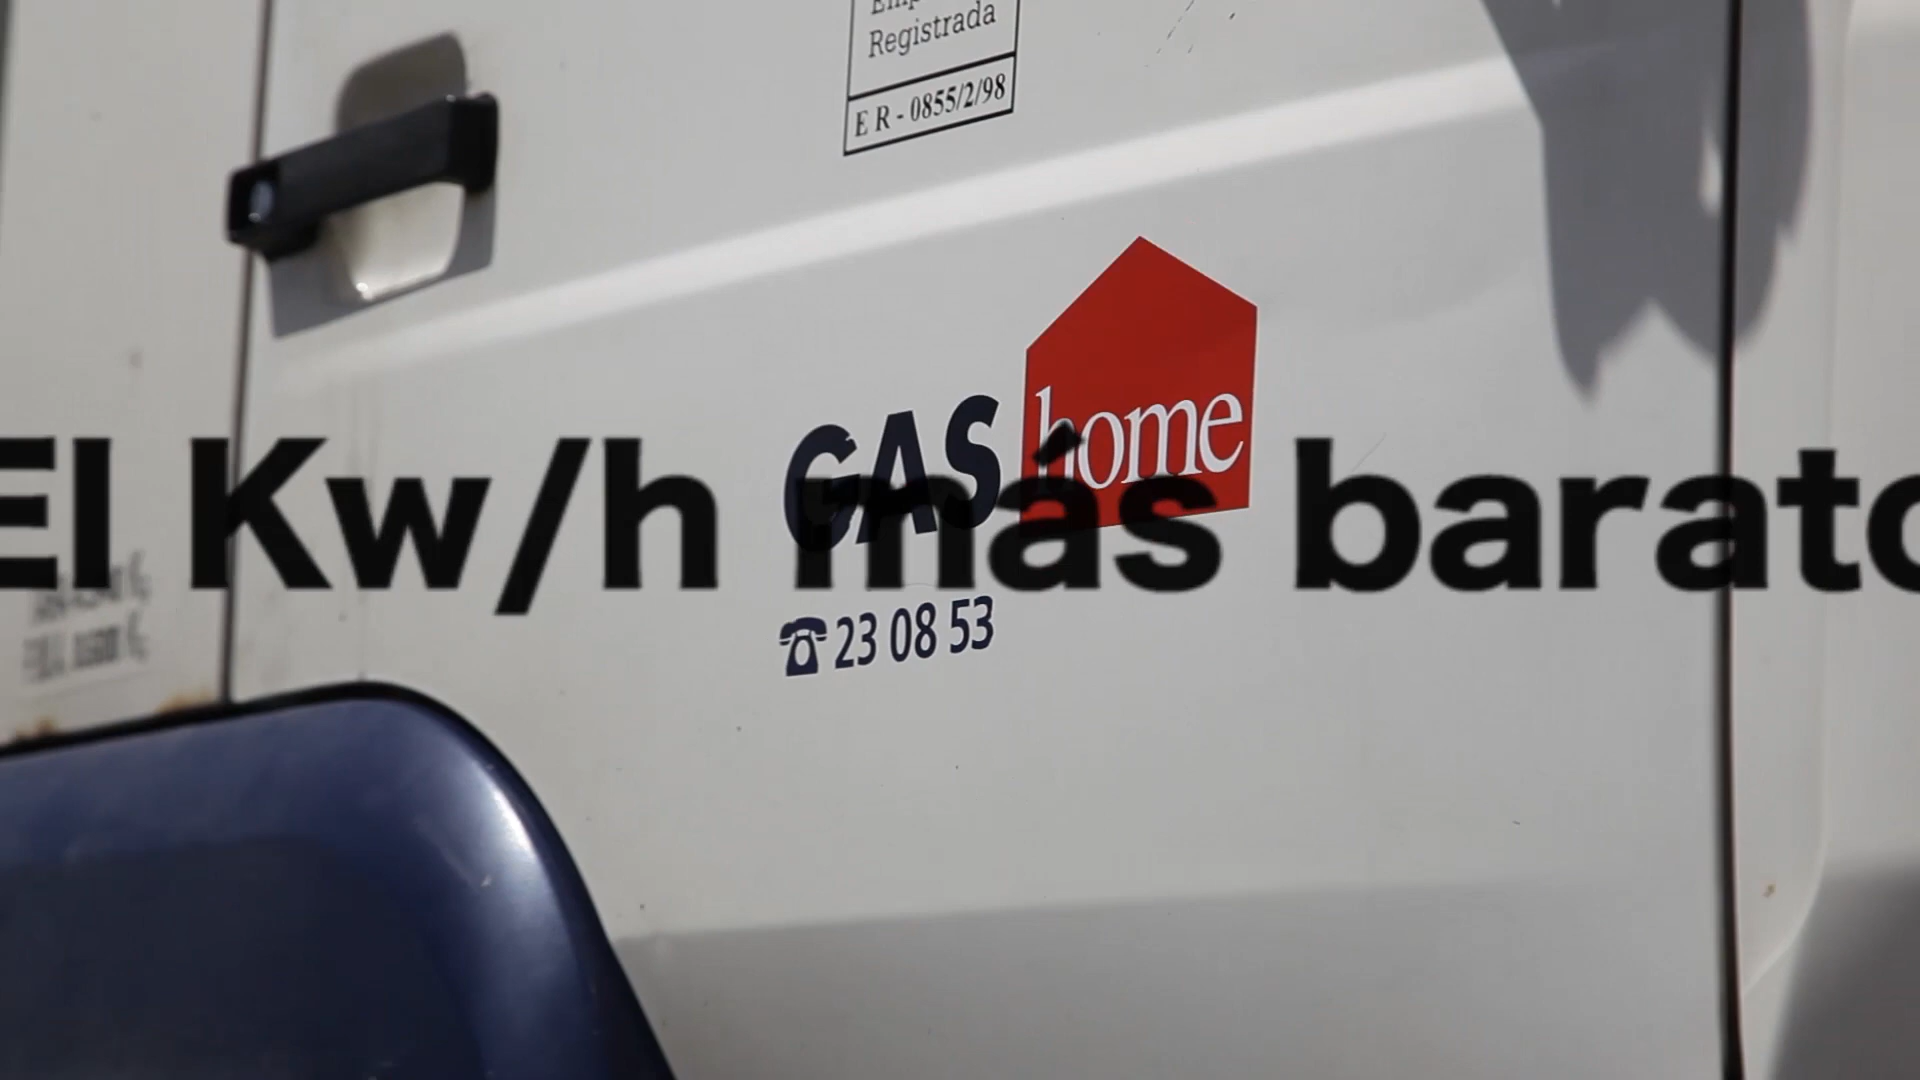 Registrada
E R - 0855/2/98
GAS home
El Kw/h más barato
☎ 23 08 53